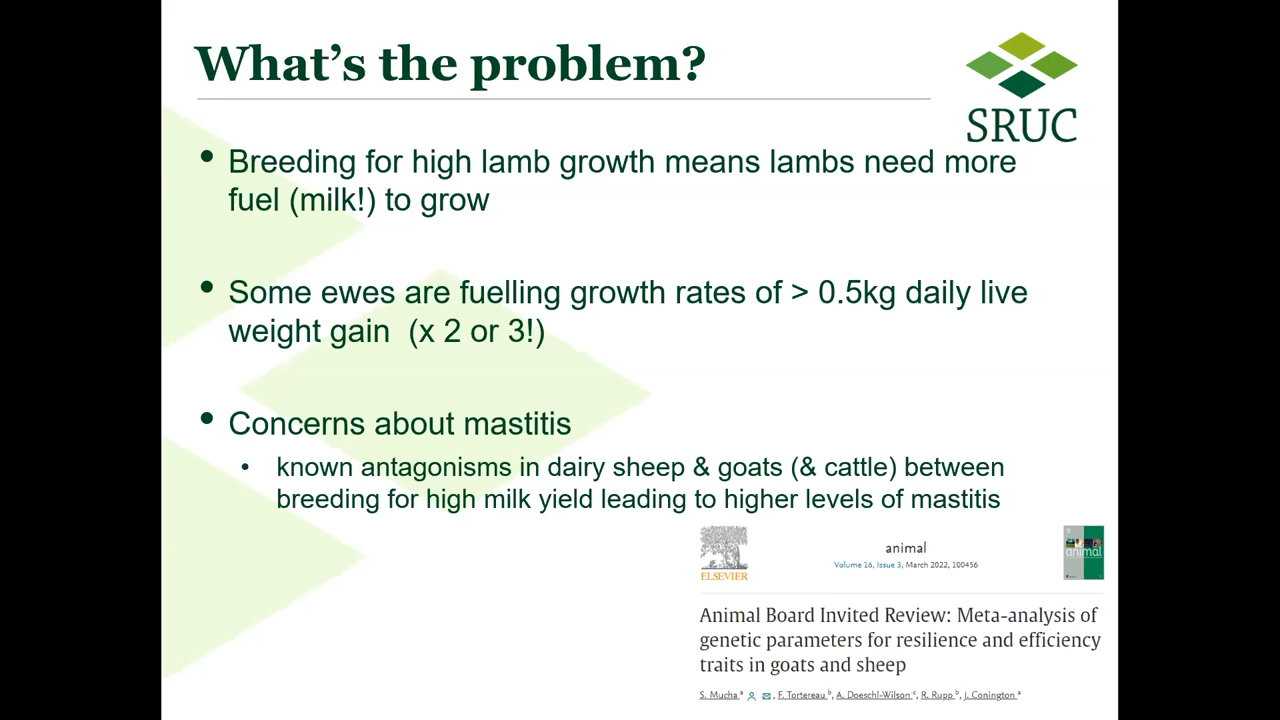 What's the problem?
SRUC
• Breeding for high lamb growth means lambs need more
fuel (milk!) to grow
• Some ewes are fuelling growth rates of > 0.5kg daily live
weight gain (x 2 or 3!)
• Concerns about mastitis
• known antagonisms in dairy sheep & goats (& cattle) between
breeding for high milk yield leading to higher levels of mastitis
ELSEVIER
animal
Volume 16, Issue 3, March 2022, 100456
animal
Animal Board Invited Review: Meta-analysis of
genetic parameters for resilience and efficiency
traits in goats and sheep
S. Mucha a, F. Tortereau b, A. Doeschl-Wilson c, R. Rupp b, J. Conington a